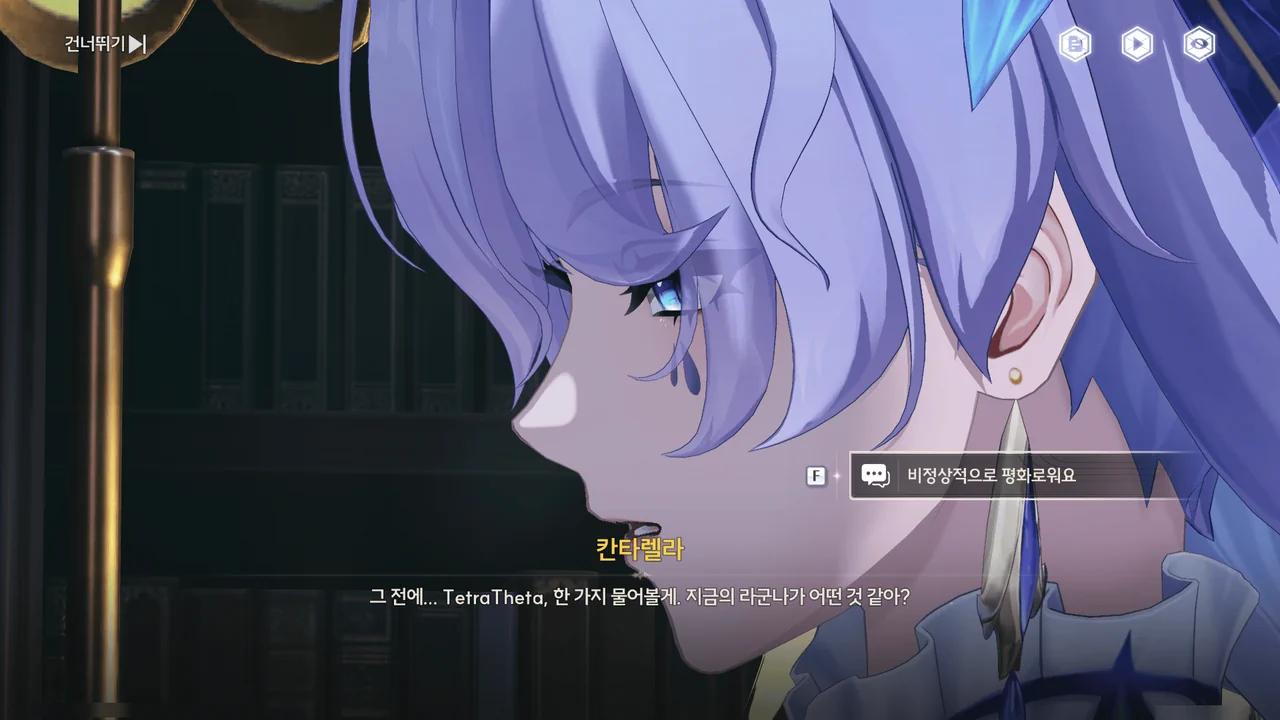 건너뛰기
F
비정상적으로 평화로워요
칸타렐라
그 전에... TetraTheta, 한 가지 물어볼게. 지금의 라군나가 어떤 것 같아?